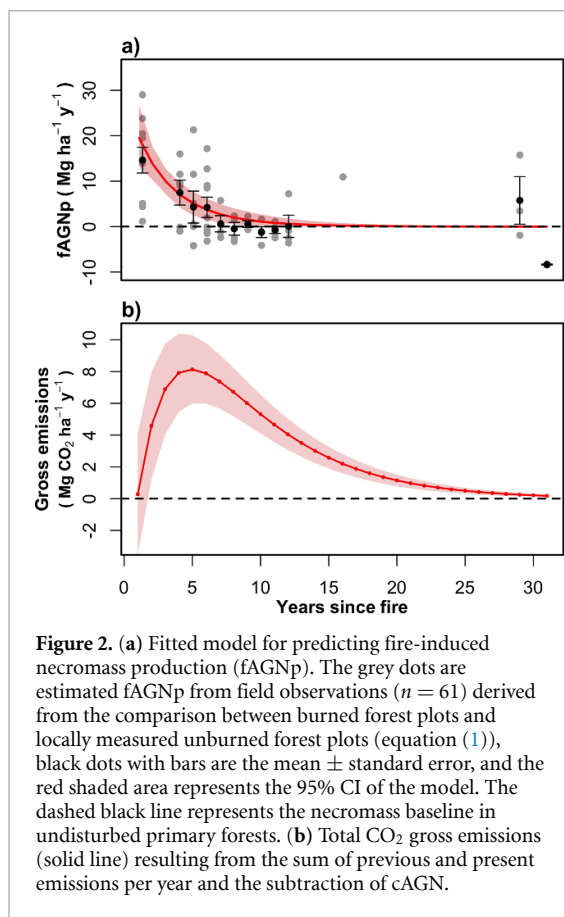 a)
fAGNp ( Mg ha⁻¹ y⁻¹ )
30
20
10
0
-10
b)
Gross emissions
( Mg CO₂ ha⁻¹ y⁻¹ )
10
8
6
4
2
0
-2
0 5 10 15 20 25 30
Years since fire
Figure 2. (a) Fitted model for predicting fire-induced
necromass production (fAGNp). The grey dots are
estimated fAGNp from field observations (n = 61) derived
from the comparison between burned forest plots and
locally measured unburned forest plots (equation (1)),
black dots with bars are the mean ± standard error, and the
red shaded area represents the 95% CI of the model. The
dashed black line represents the necromass baseline in
undisturbed primary forests. (b) Total CO₂ gross emissions
(solid line) resulting from the sum of previous and present
emissions per year and the subtraction of cAGN.